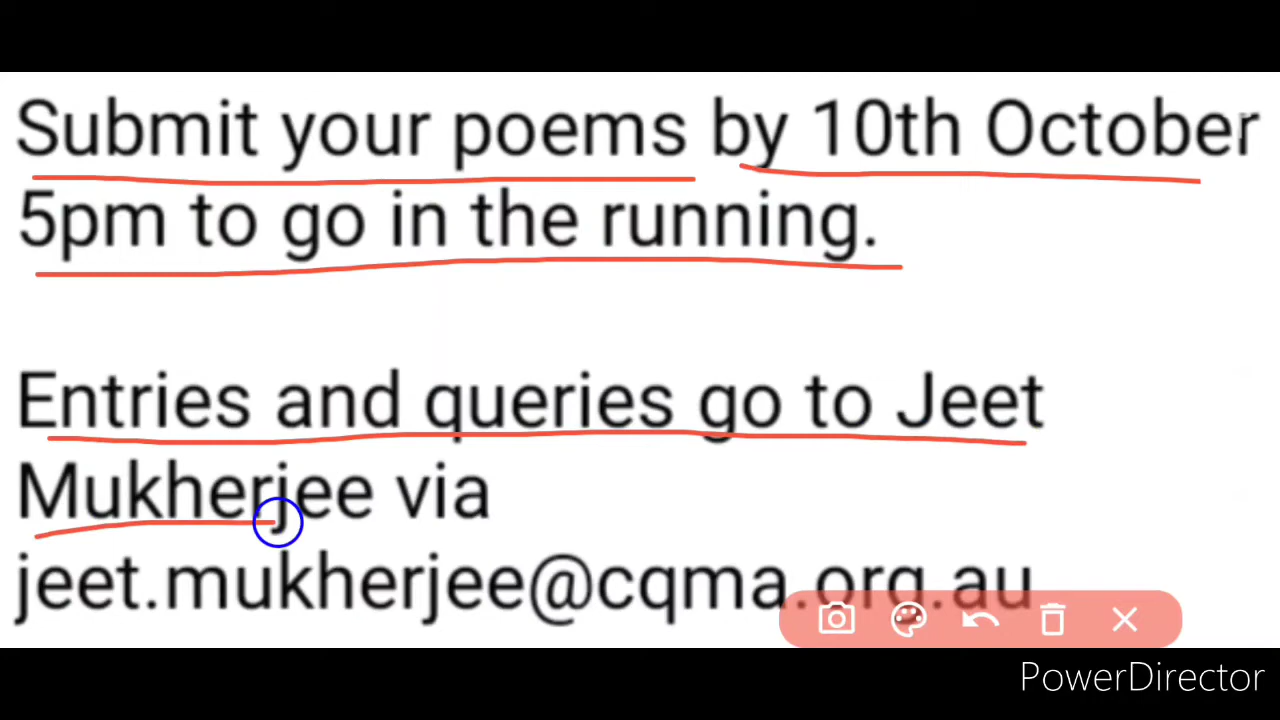 Submit your poems by 10th October
5pm to go in the running.
Entries and queries go to Jeet
Mukherjee via
jeet.mukherjee@cqma.org.au
PowerDirector